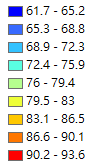 61.7 - 65.2
65.3 - 68.8
68.9 - 72.3
72.4 - 75.9
76 - 79.4
79.5 - 83
83.1 - 86.5
86.6 - 90.1
90.2 - 93.6